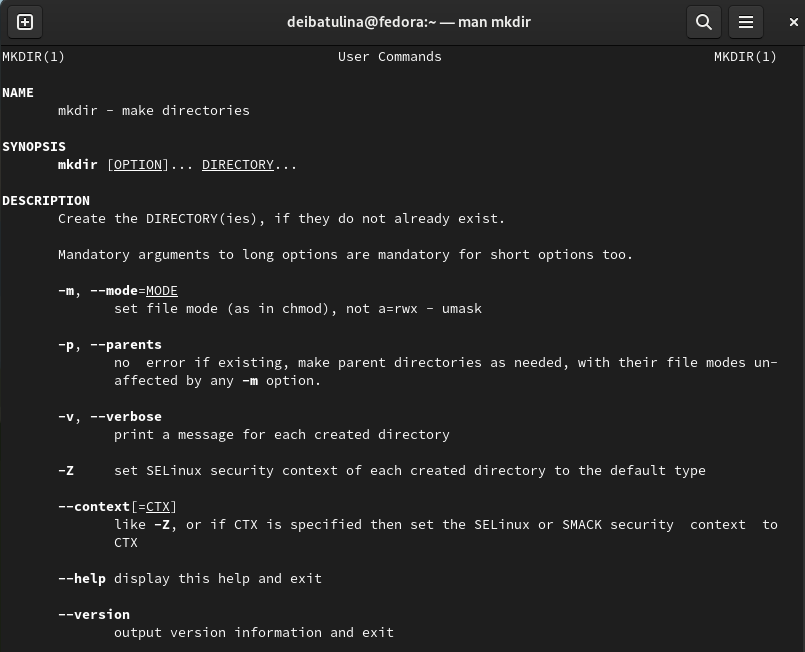 deibatulina@fedora:~ — man mkdir
MKDIR(1) User Commands MKDIR(1)
NAME
mkdir - make directories
SYNOPSIS
mkdir [OPTION]... DIRECTORY...
DESCRIPTION
Create the DIRECTORY(ies), if they do not already exist.
Mandatory arguments to long options are mandatory for short options too.
-m, --mode=MODE
set file mode (as in chmod), not a=rwx - umask
-p, --parents
no  error if existing, make parent directories as needed, with their file modes un-
affected by any -m option.
-v, --verbose
print a message for each created directory
-Z     set SELinux security context of each created directory to the default type
--context[=CTX]
like -Z, or if CTX is specified then set the SELinux or SMACK security  context  to
CTX
--help display this help and exit
--version
output version information and exit